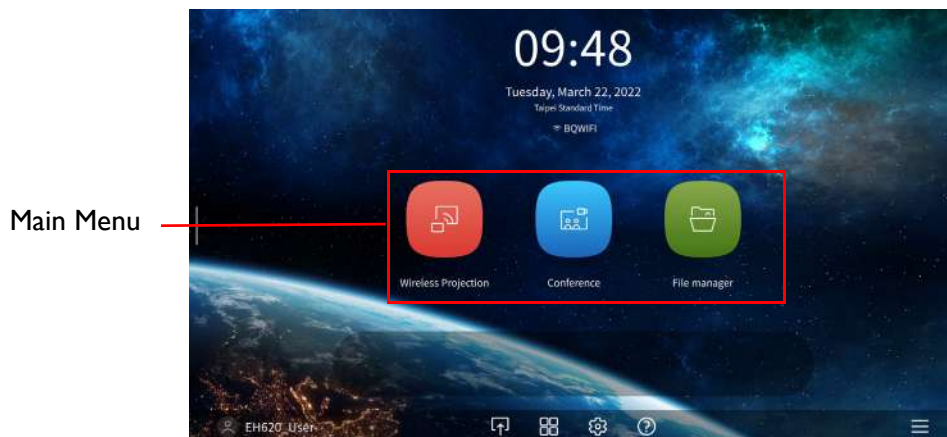 09:48
Tuesday, March 22, 2022
Taipei Standard Time
BQWIFI
Main Menu
Wireless Projection
Conference
File manager
EH620_User